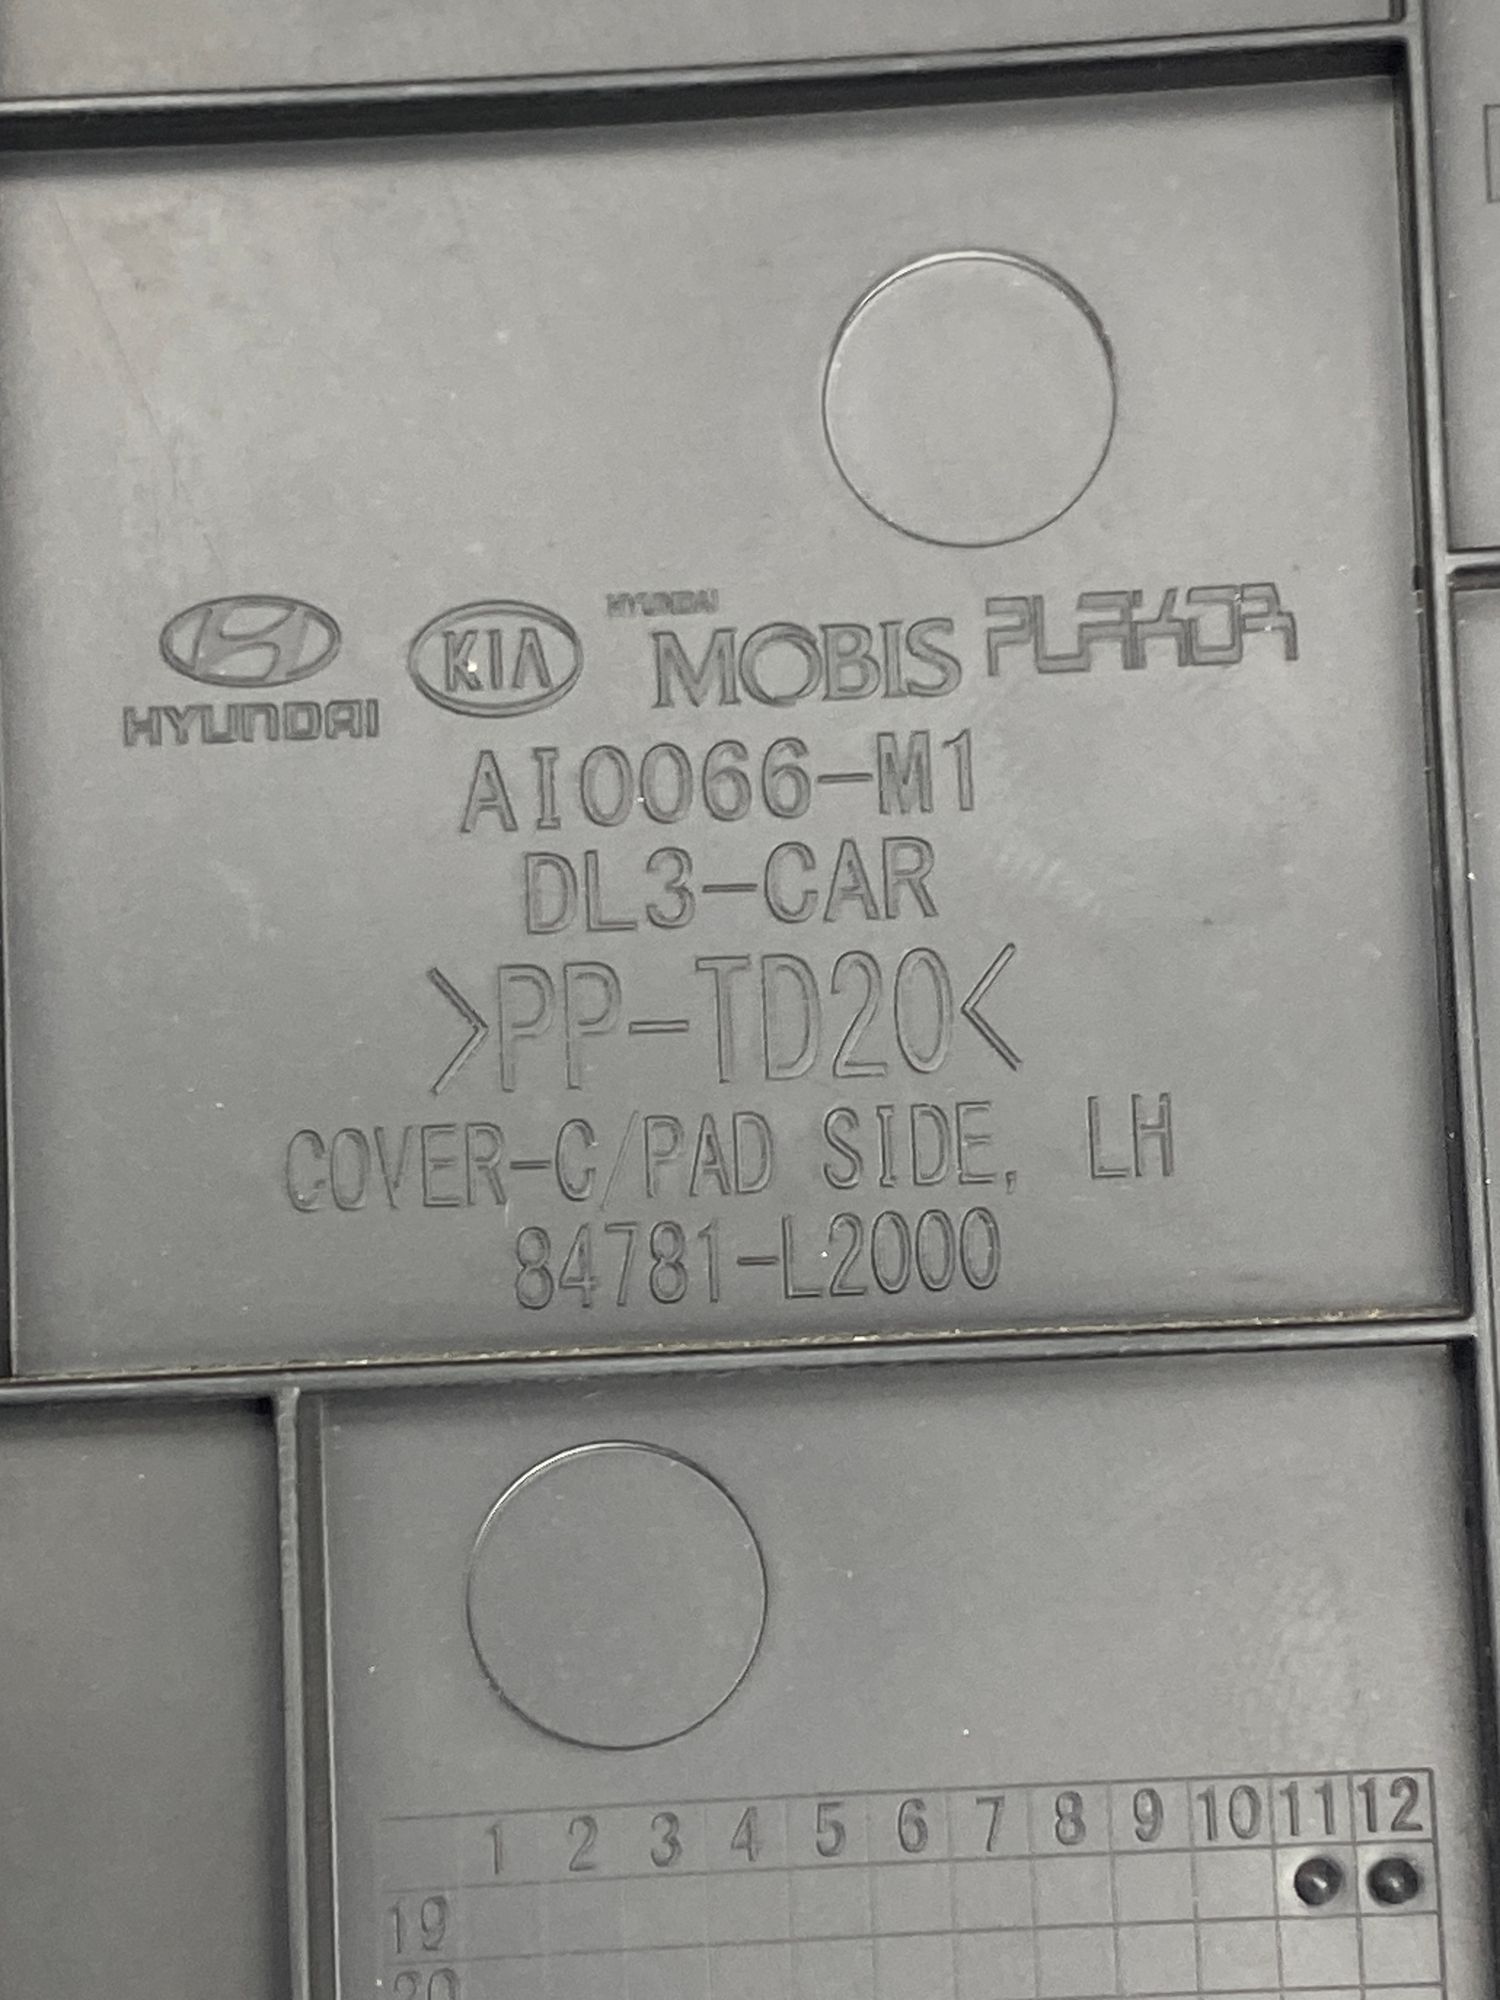 HYUNDAI KIA HYUNDAI MOBIS PLAKOR
AI0066-M1
DL3-CAR
>PP-TD20<
COVER-C/PAD SIDE, LH
84781-L2000
1 2 3 4 5 6 7 8 9 10 11 12
19
20